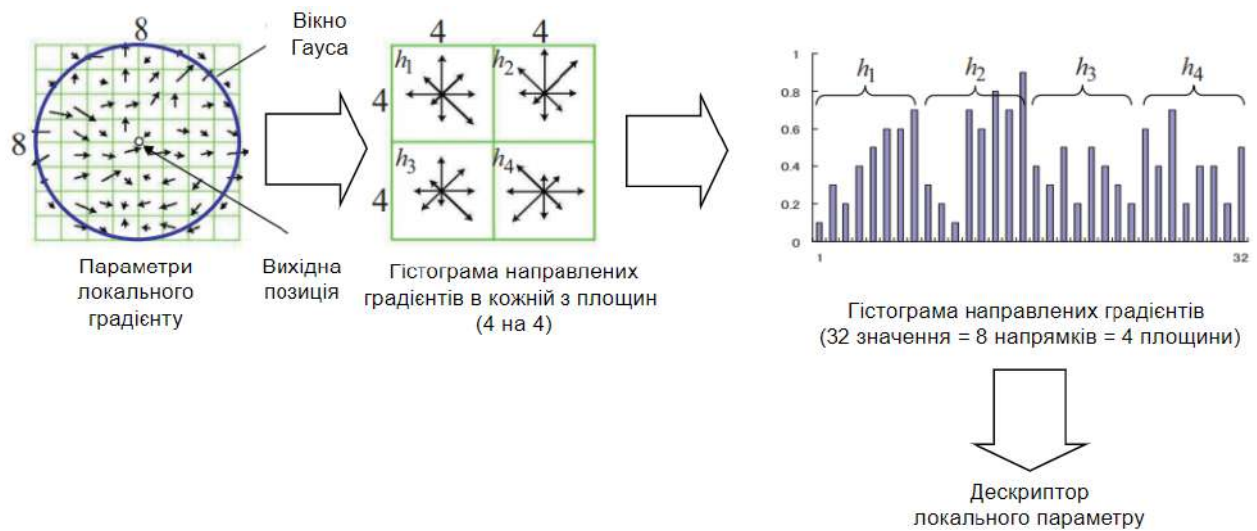 8
8
Вікно
Гауса
Параметри
локального
градієнту
Вихідна
позиція
4 4
4
4
h1 h2
h3 h4
Гістограма направлених
градієнтів в кожній з площин
(4 на 4)
1
0.8
0.6
0.4
0.2
0
h1 h2 h3 h4
1 32
Гістограма направлених градієнтів
(32 значення = 8 напрямків = 4 площини)
Дескриптор
локального параметру